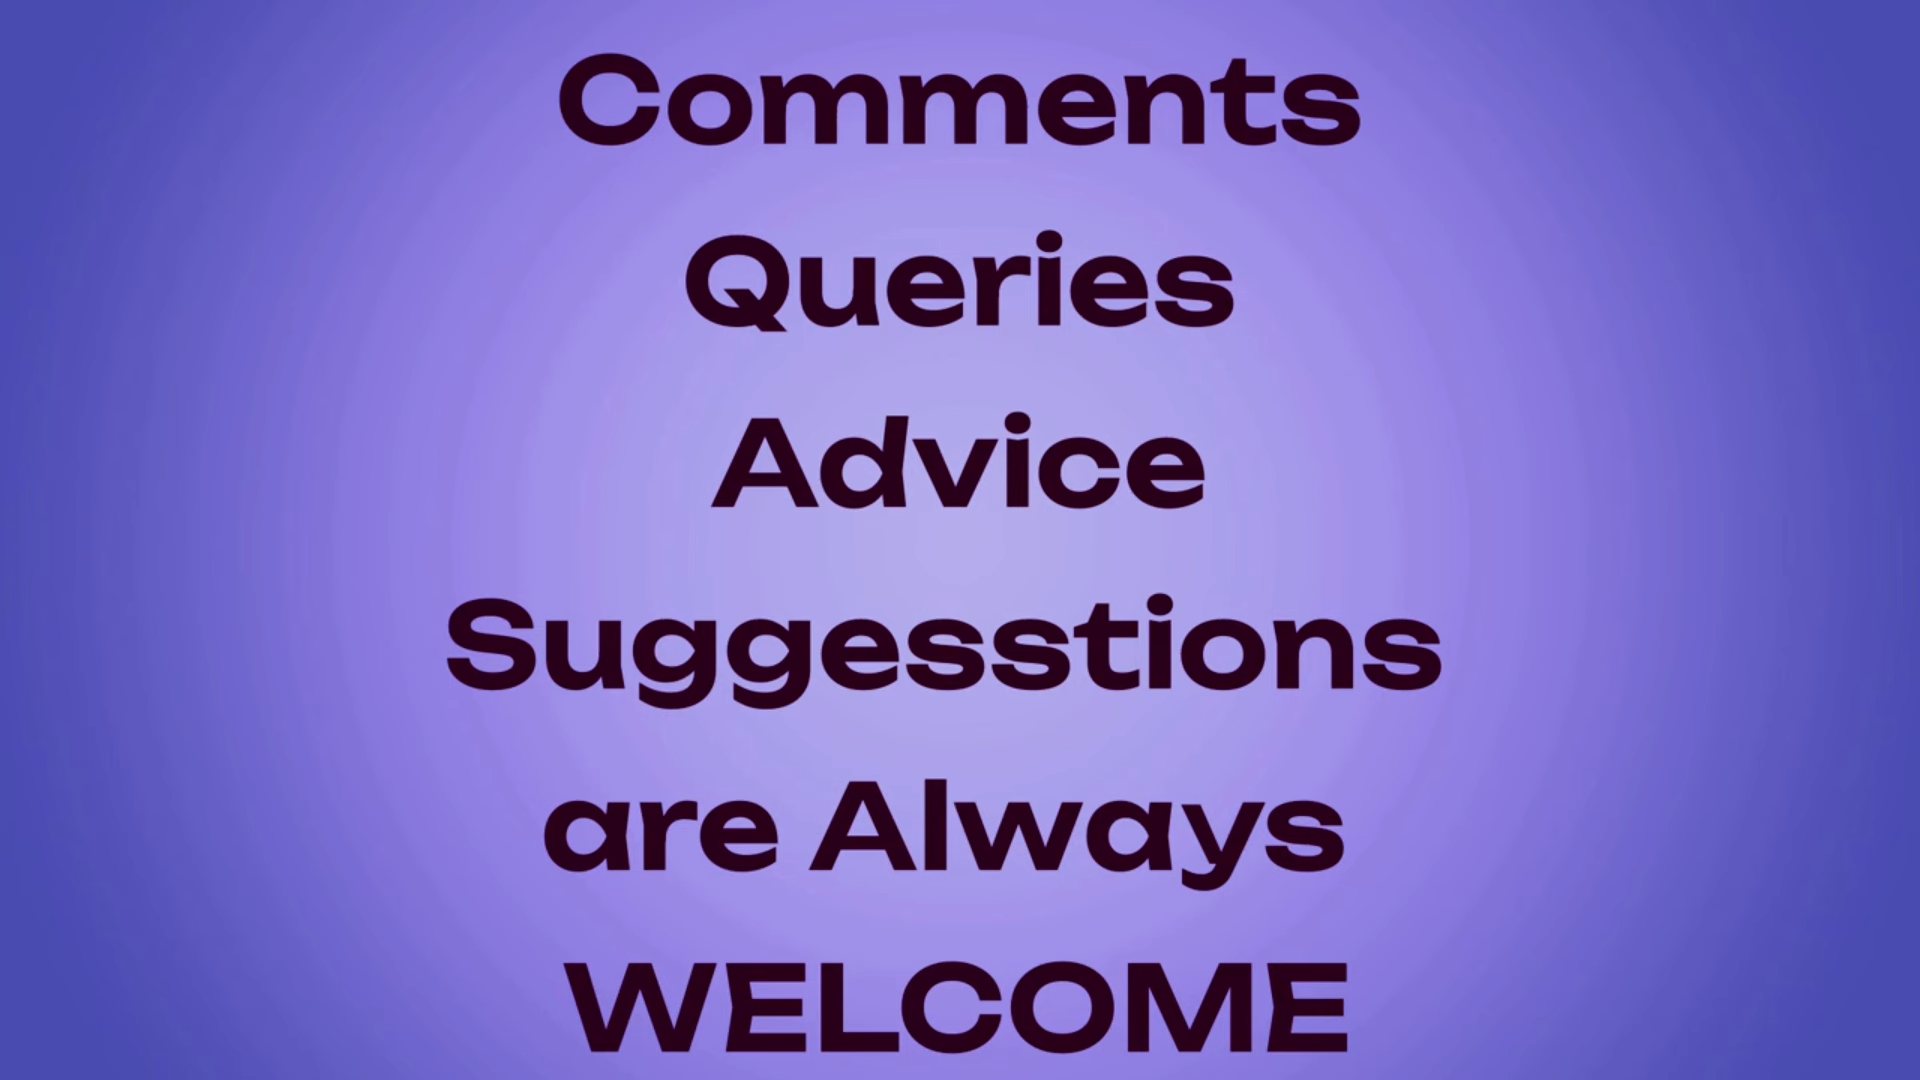 Comments
Queries
Advice
Suggesstions
are Always
WELCOME